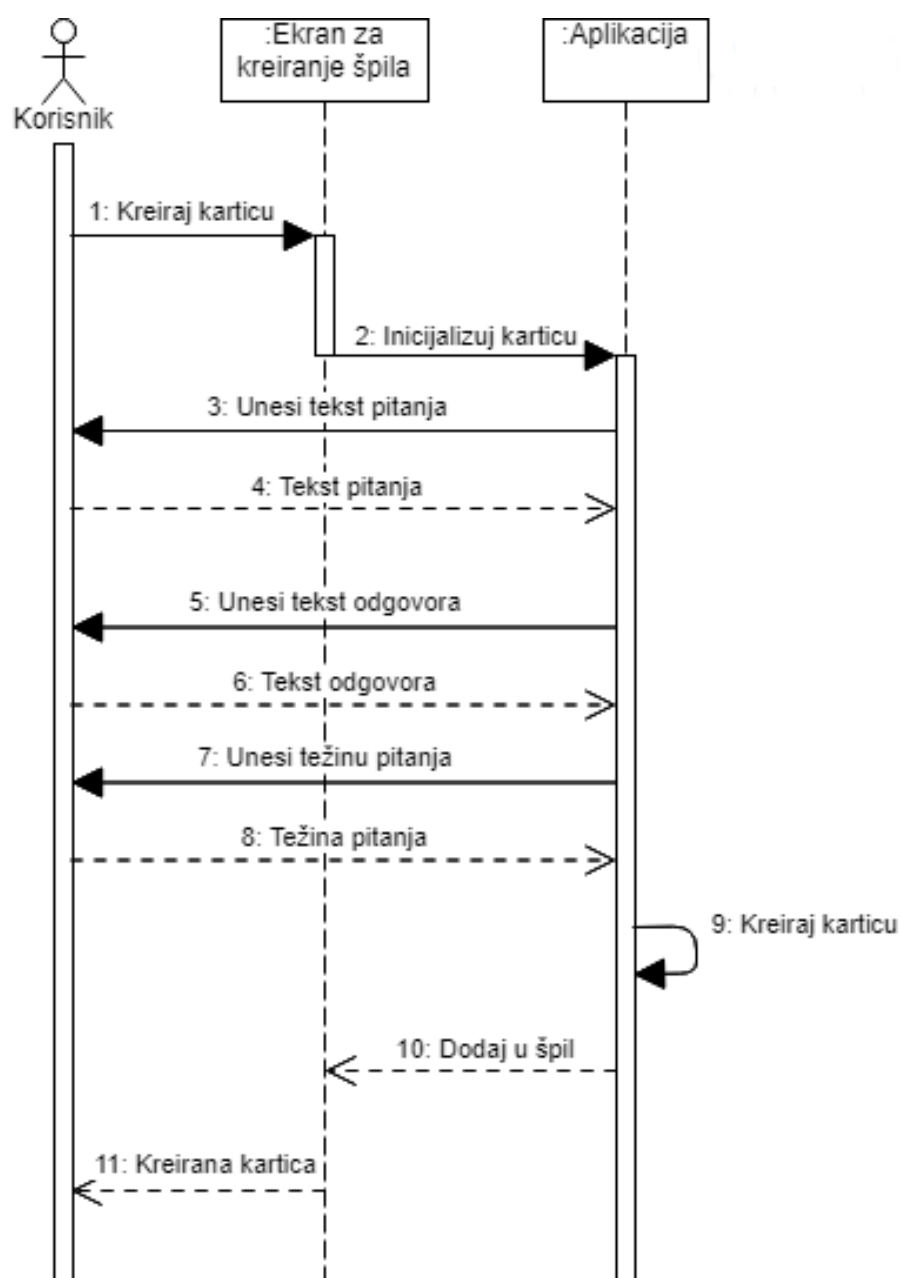 :Ekran za
kreiranje špila
:Aplikacija
Korisnik
1: Kreiraj karticu
2: Inicijalizuj karticu
3: Unesi tekst pitanja
4: Tekst pitanja
5: Unesi tekst odgovora
6: Tekst odgovora
7: Unesi težinu pitanja
8: Težina pitanja
9: Kreiraj karticu
10: Dodaj u špil
11: Kreirana kartica